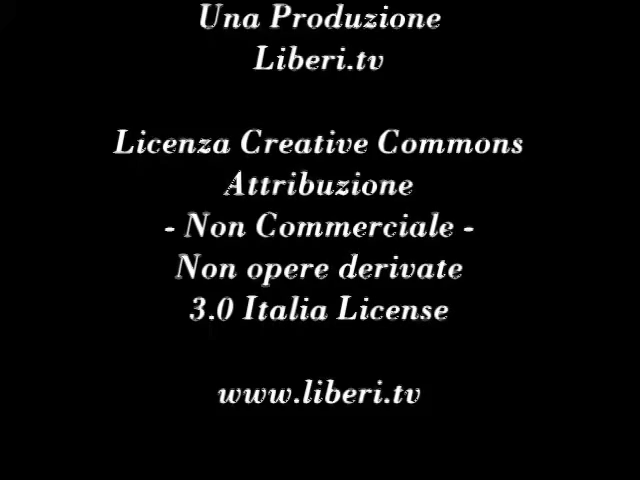 Una Produzione
Liberi.tv
Licenza Creative Commons
Attribuzione
- Non Commerciale -
Non opere derivate
3.0 Italia License
www.liberi.tv